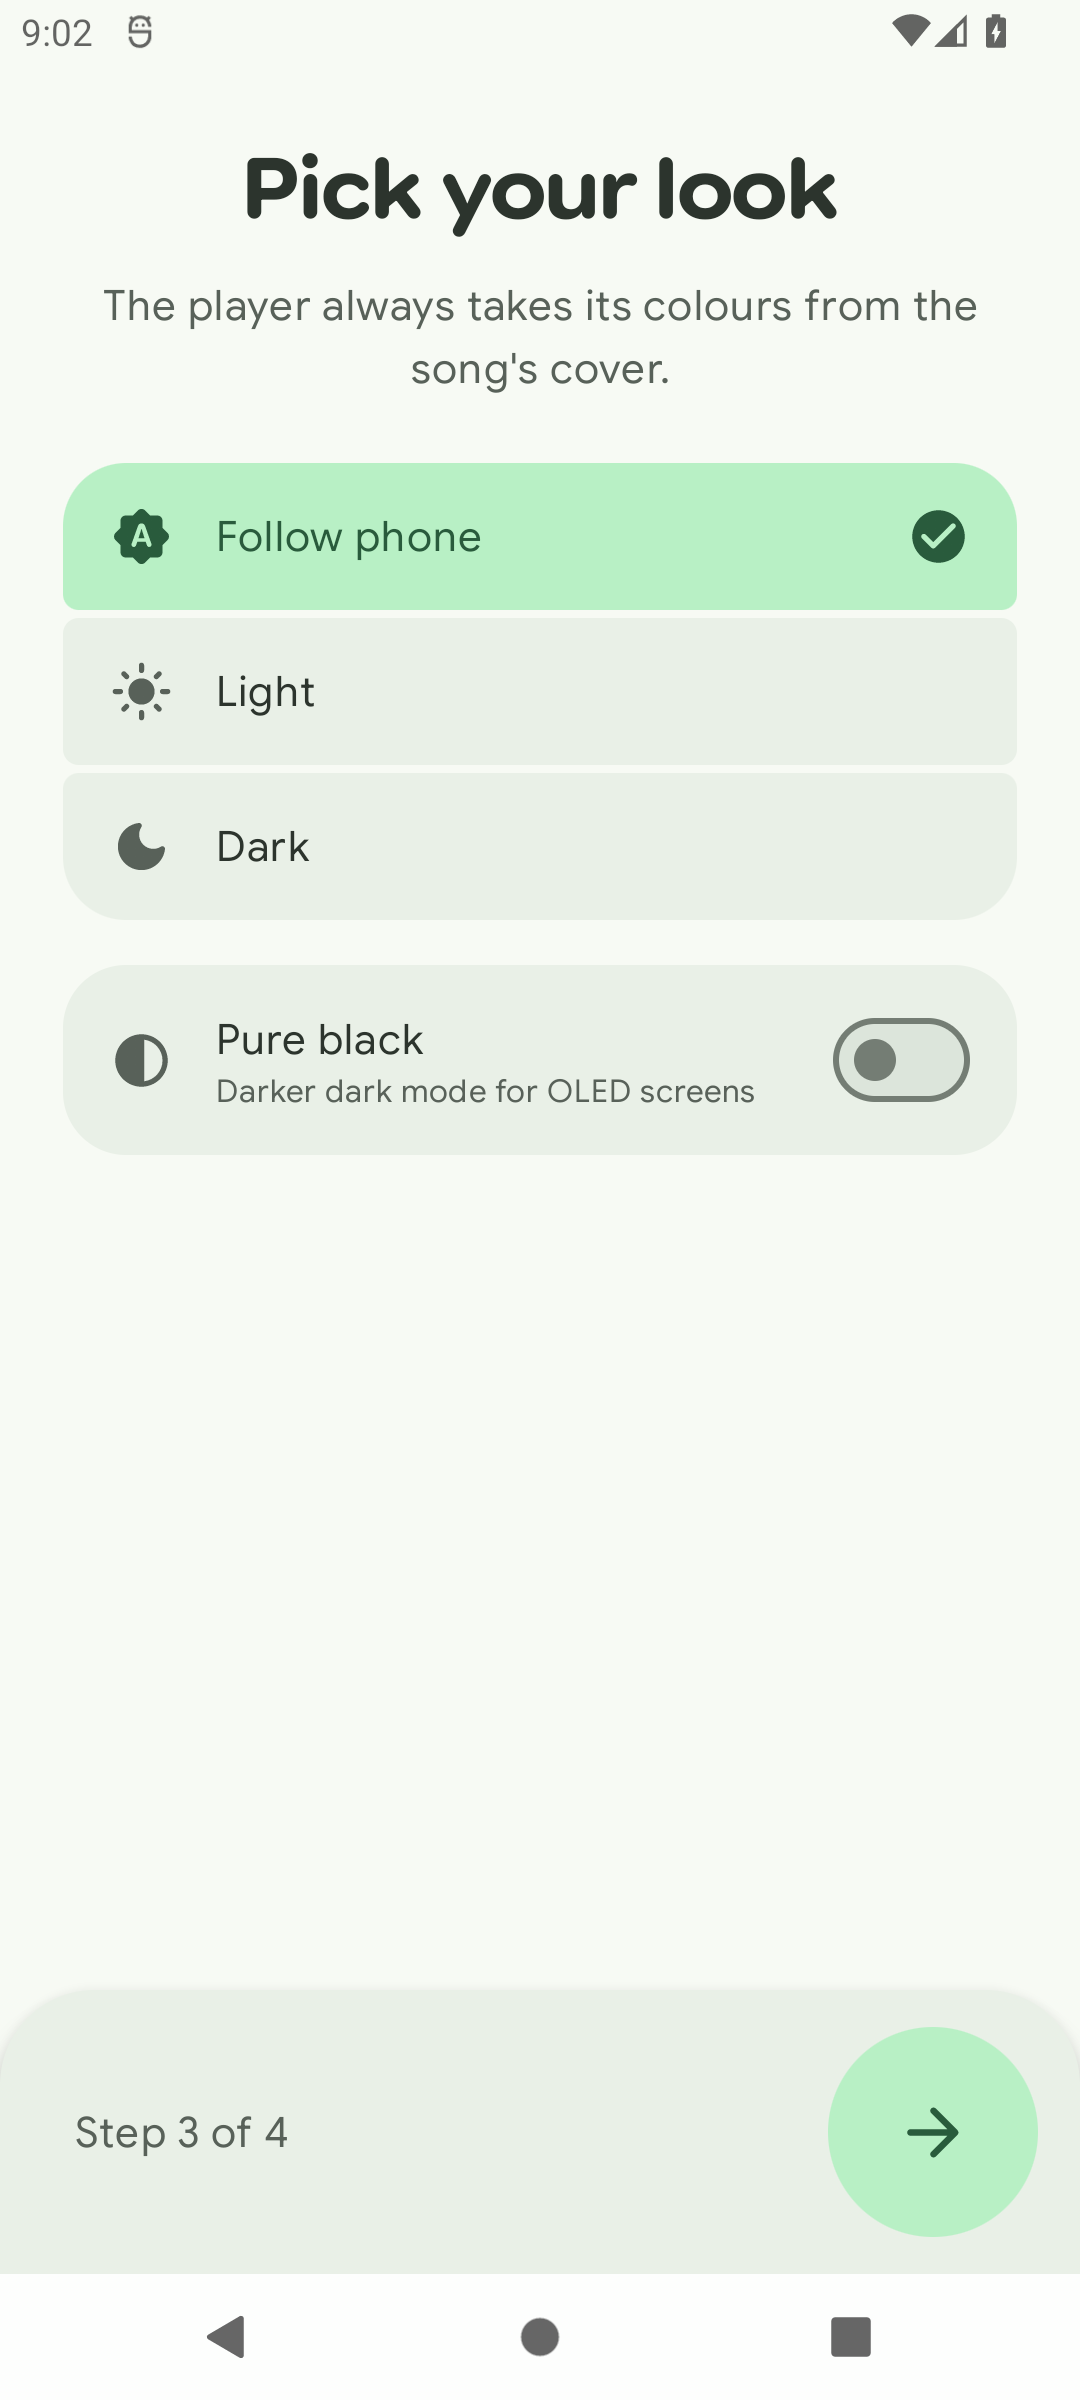 9:02
Pick your look
The player always takes its colours from the
song's cover.
Follow phone
Light
Dark
Pure black
Darker dark mode for OLED screens
Step 3 of 4